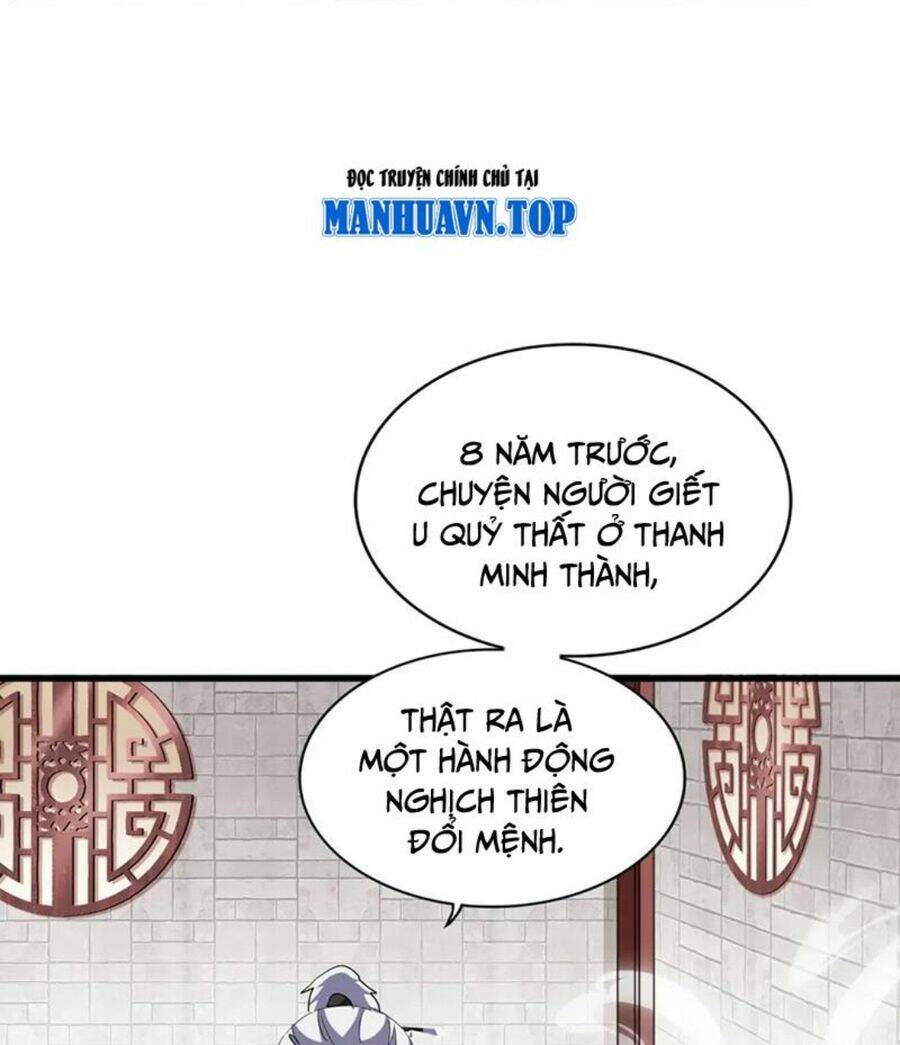 ĐỌC TRUYỆN CHÍNH CHỦ TẠI
MANHUAVN.TOP
8 NĂM TRƯỚC,
CHUYỆN NGƯỜI GIẾT
U QUỶ THẤT Ở THANH
MINH THÀNH,
THẬT RA LÀ
MỘT HÀNH ĐỘNG
NGHỊCH THIÊN
ĐỔI MỆNH.